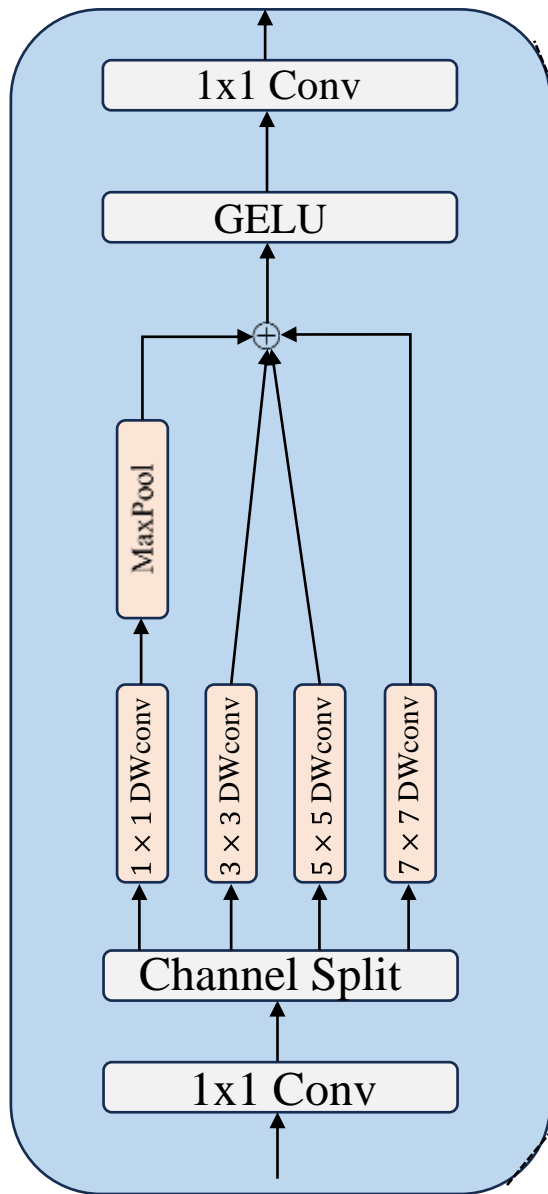 1x1 Conv
GELU
MaxPool
1 × 1 DWconv
3 × 3 DWconv
5 × 5 DWconv
7 × 7 DWconv
Channel Split
1x1 Conv